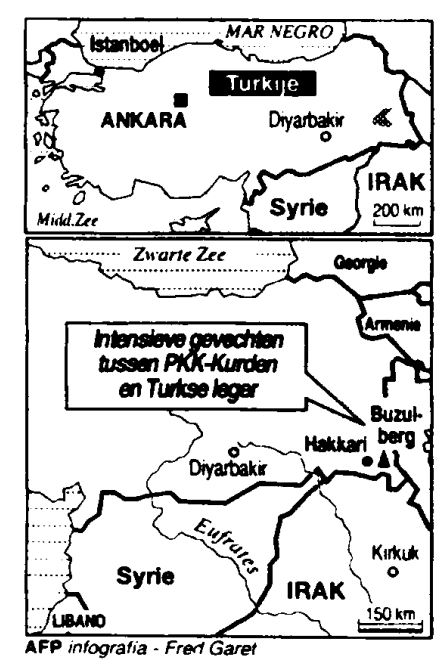 MAR NEGRO
Istanboel
Turkije
ANKARA
Diyarbakir
IRAK
Syrie
200 km
Midd.Zee
Zwarte Zee
Georgie
Armenie
Intensieve gevechten
tussen PKK-Kurden
en Turkse leger
Buzul-
berg
Hakkari
Diyarbakir
Eufrates
Kirkuk
Syrie
IRAK
LIBANO
150 km
AFP infografia - Fred Garet